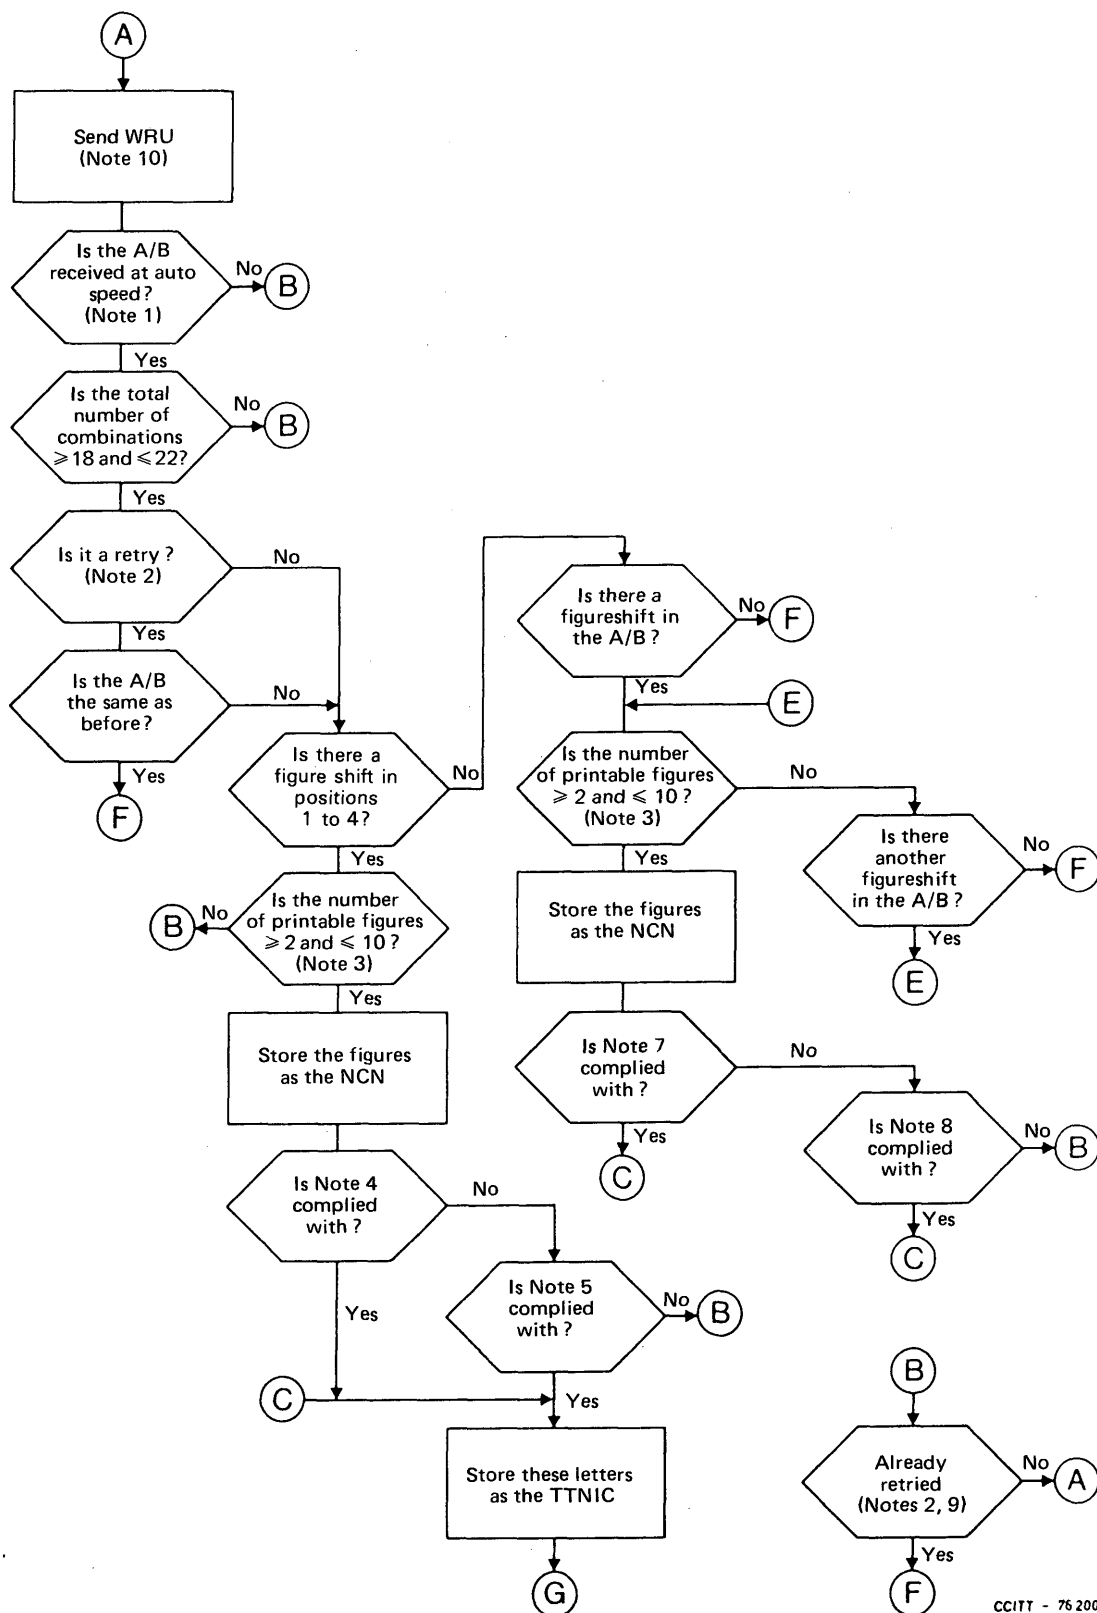 A
Send WRU
(Note 10)
Is the A/B
received at auto
speed?
(Note 1)
No
B
Yes
Is the total
number of
combinations
⩾18 and ⩽22?
No
B
Yes
Is it a retry?
(Note 2)
No
Yes
Is the A/B
the same as
before?
No
Yes
F
Is there a
figure shift in
positions
1 to 4?
No
Yes
Is the number
of printable figures
⩾ 2 and ⩽ 10?
(Note 3)
No
B
Yes
Store the figures
as the NCN
Is Note 4
complied
with?
No
Yes
Is Note 5
complied
with?
No
B
Yes
C
Store these letters
as the TTNIC
G
Is there a
figureshift in
the A/B?
No
F
Yes
E
Is the number
of printable figures
⩾ 2 and ⩽ 10?
(Note 3)
No
Yes
Is there
another
figureshift
in the A/B?
No
F
Yes
E
Store the figures
as the NCN
Is Note 7
complied
with?
No
Yes
C
Is Note 8
complied
with?
No
B
Yes
C
B
Already
retried
(Notes 2, 9)
No
A
Yes
F
CCITT - 76 200